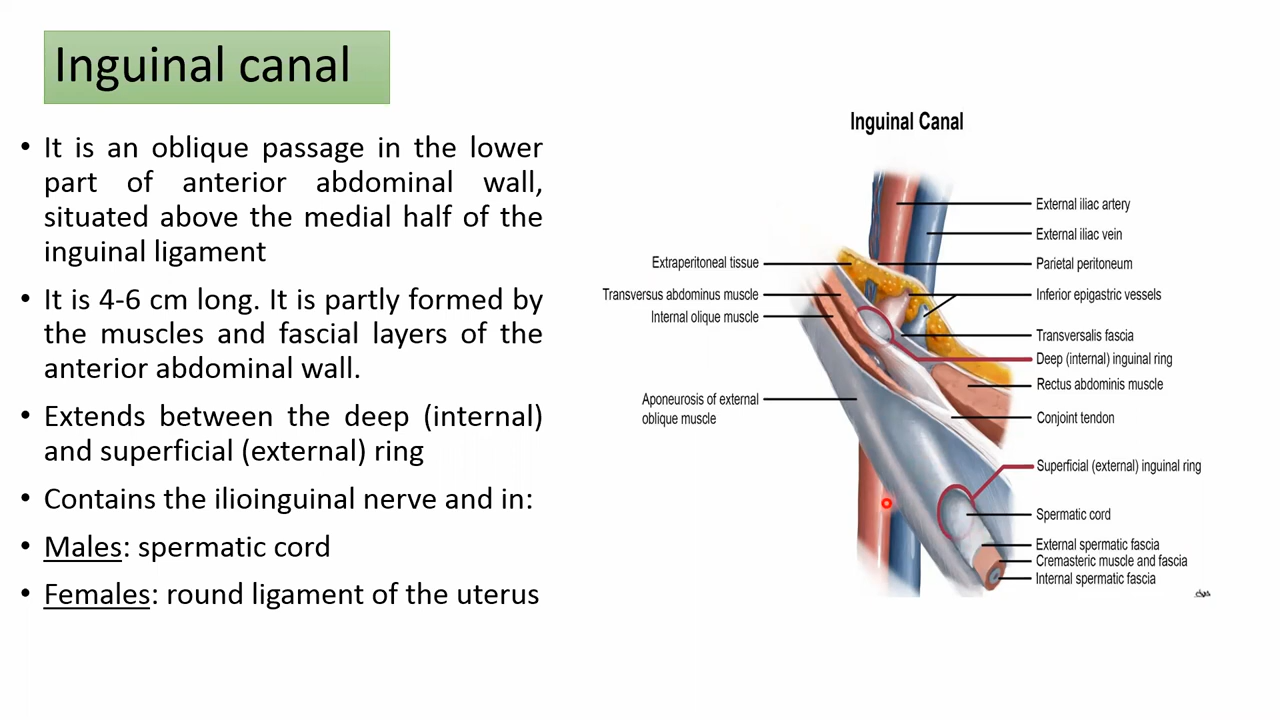 Inguinal canal
• It is an oblique passage in the lower
part of anterior abdominal wall,
situated above the medial half of the
inguinal ligament
• It is 4-6 cm long. It is partly formed by
the muscles and fascial layers of the
anterior abdominal wall.
• Extends between the deep (internal)
and superficial (external) ring
• Contains the ilioinguinal nerve and in:
• Males: spermatic cord
• Females: round ligament of the uterus
Inguinal Canal
Extraperitoneal tissue
Transversus abdominus muscle
Internal olique muscle
Aponeurosis of external
oblique muscle
External iliac artery
External iliac vein
Parietal peritoneum
Inferior epigastric vessels
Transversalis fascia
Deep (internal) inguinal ring
Rectus abdominis muscle
Conjoint tendon
Superficial (external) inguinal ring
Spermatic cord
External spermatic fascia
Cremasteric muscle and fascia
Internal spermatic fascia